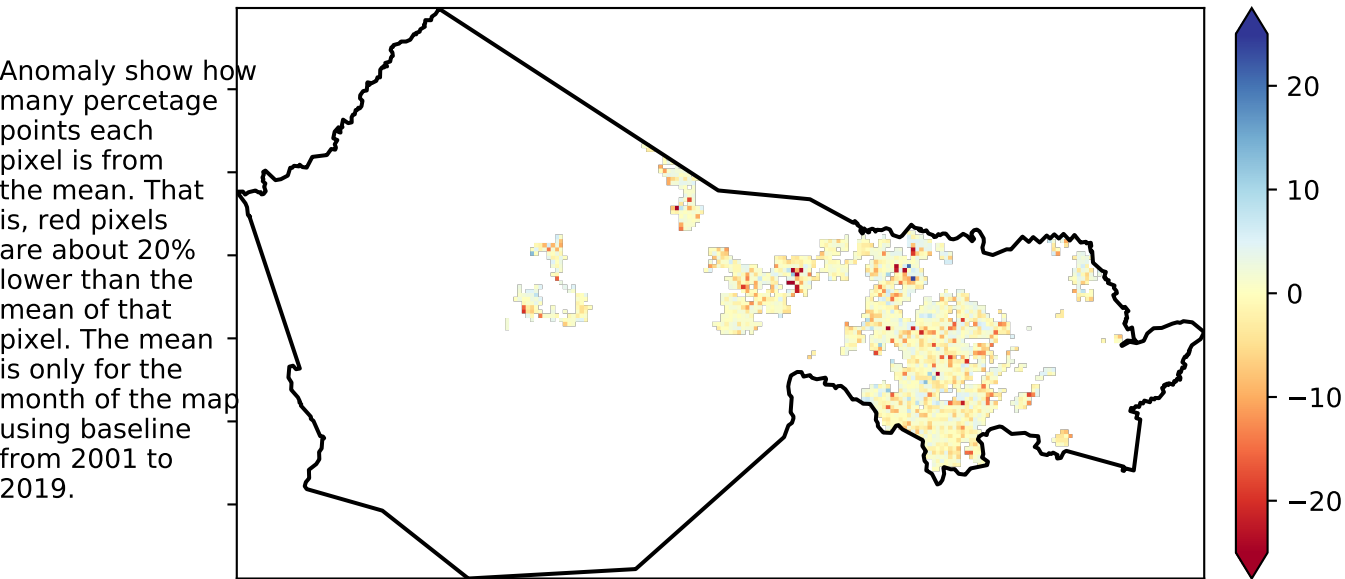 Anomaly show how
many percetage
points each
pixel is from
the mean. That
is, red pixels
are about 20%
lower than the
mean of that
pixel. The mean
is only for the
month of the map
using baseline
from 2001 to
2019.
20
10
0
−10
−20